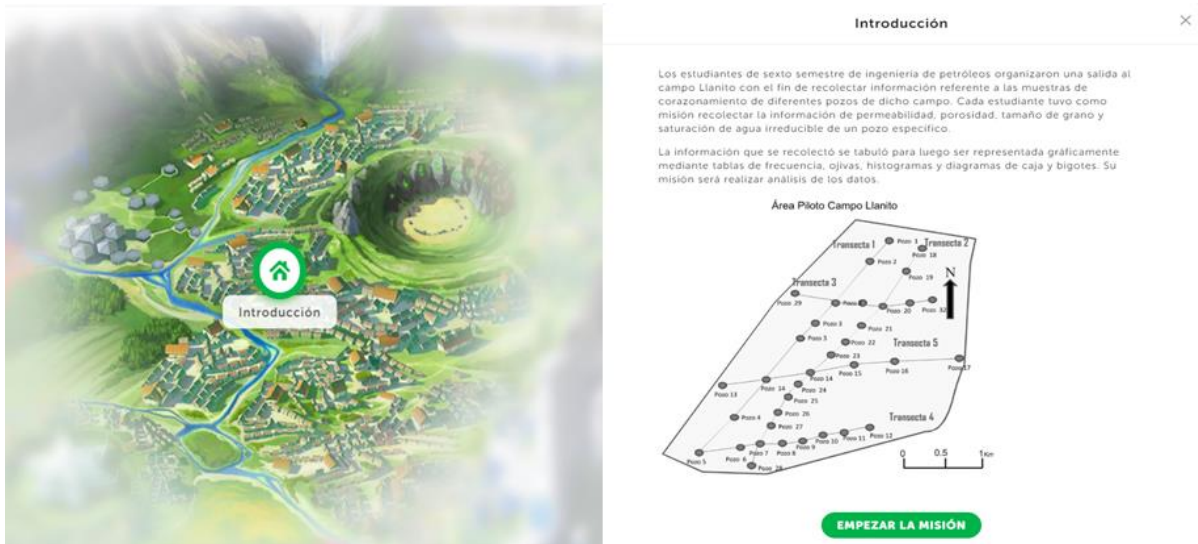 Introducción
Introducción
Los estudiantes de sexto semestre de ingeniería de petróleos organizaron una salida al
campo Llanito con el fin de recolectar información referente a las muestras de
corazonamiento de diferentes pozos de dicho campo. Cada estudiante tuvo como
misión recolectar la información de permeabilidad, porosidad, tamaño de grano y
saturación de agua irreducible de un pozo específico.
La información que se recolectó se tabuló para luego ser representada gráficamente
mediante tablas de frecuencia, ojivas, histogramas y diagramas de caja y bigotes. Su
misión será realizar análisis de los datos.
Área Piloto Campo Llanito
Transecta 1
Pozo 1
Transecta 2
Pozo 18
Pozo 2
Pozo 19
N
Transecta 3
Pozo 29
Pozo 20
Pozo 3
Pozo 21
Pozo 3
Pozo 22
Transecta 5
Pozo 23
Pozo 14
Pozo 15
Pozo 16
Pozo 17
Pozo 13
Pozo 14
Pozo 24
Pozo 25
Pozo 4
Pozo 26
Transecta 4
Pozo 27
Pozo 5
Pozo 6
Pozo 7
Pozo 8
Pozo 9
Pozo 10
Pozo 11
Pozo 12
Pozo 28
0 0.5 1 Km
EMPEZAR LA MISIÓN